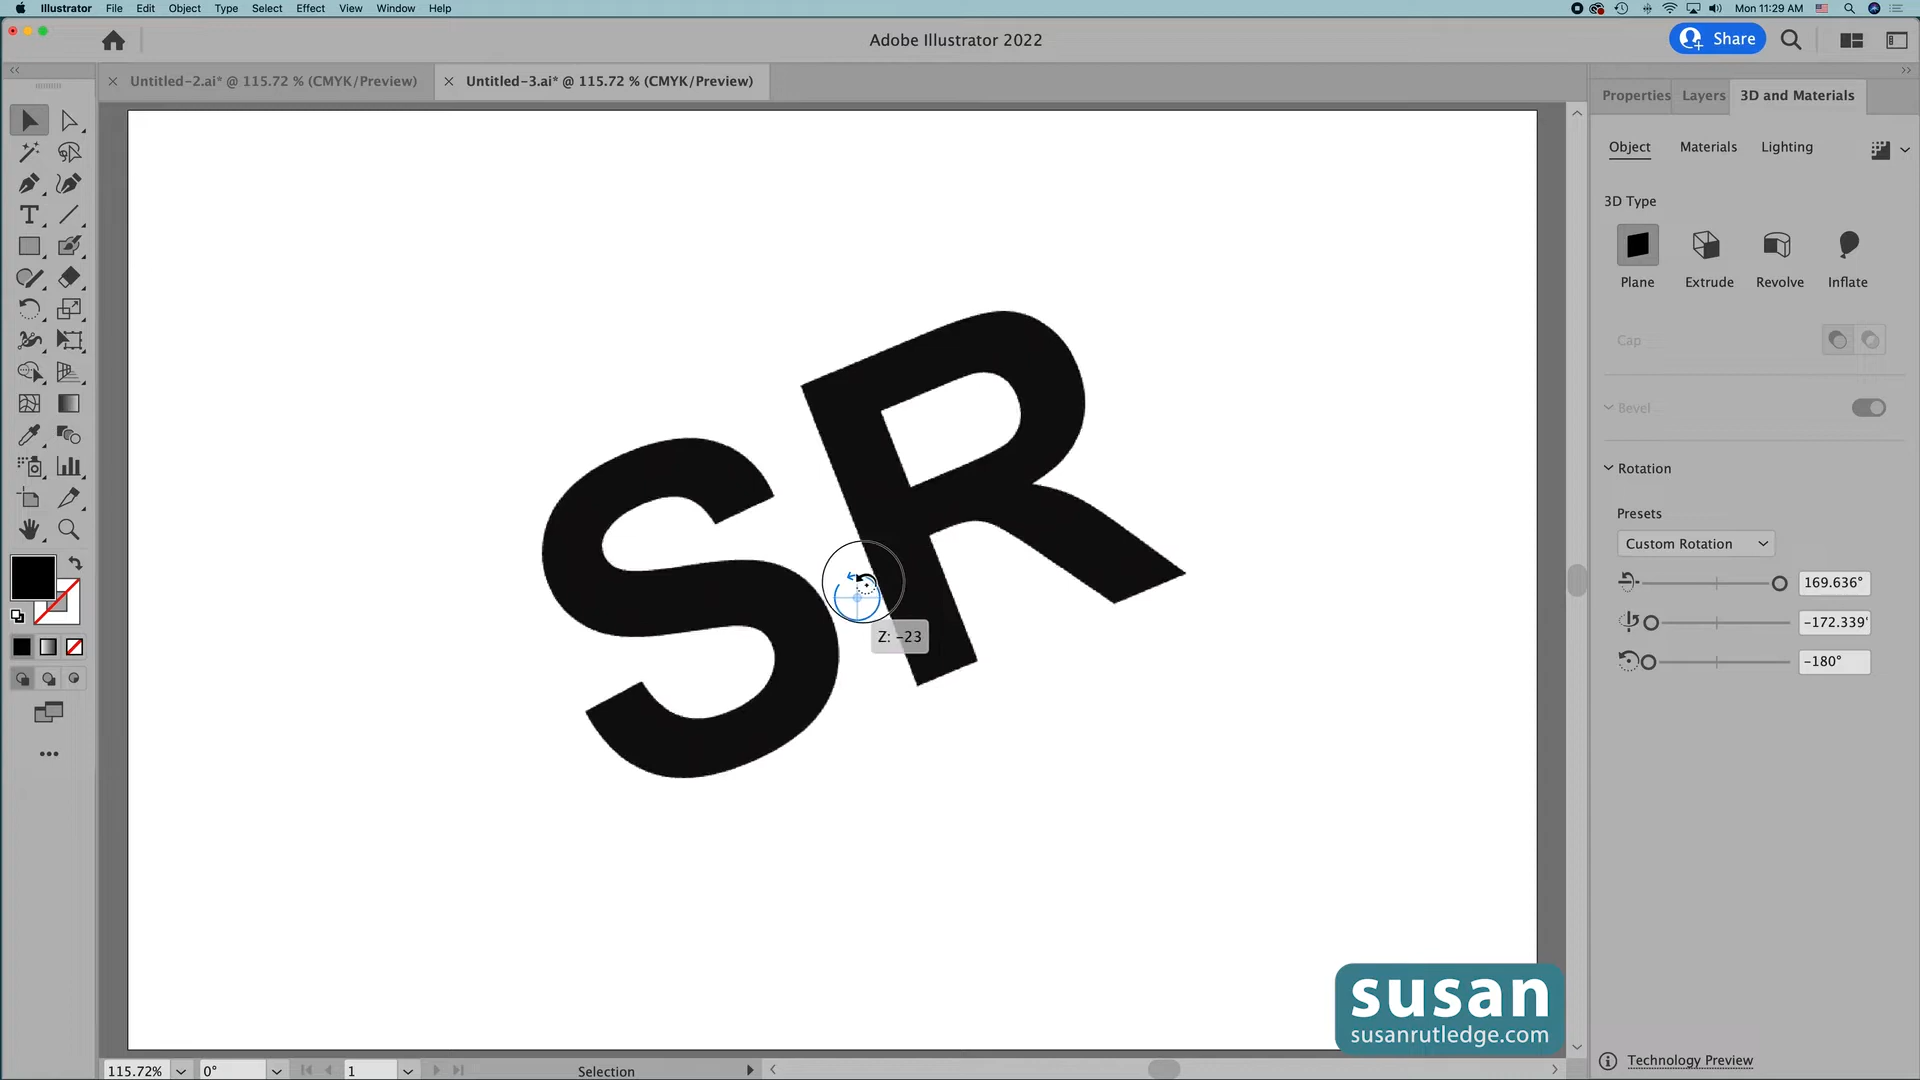 Illustrator File Edit Object Type Select Effect View Window Help
Mon 11:29 AM
Adobe Illustrator 2022
Share
Untitled-2.ai* @ 115.72 % (CMYK/Preview)
Untitled-3.ai* @ 115.72 % (CMYK/Preview)
Properties Layers 3D and Materials
Object Materials Lighting
3D Type
Plane Extrude Revolve Inflate
Cap
Bevel
Rotation
Presets
Custom Rotation
169.636°
-172.339°
-180°
SR
Z: -23
susan
susanrutledge.com
115.72% 0° 1 Selection
Technology Preview